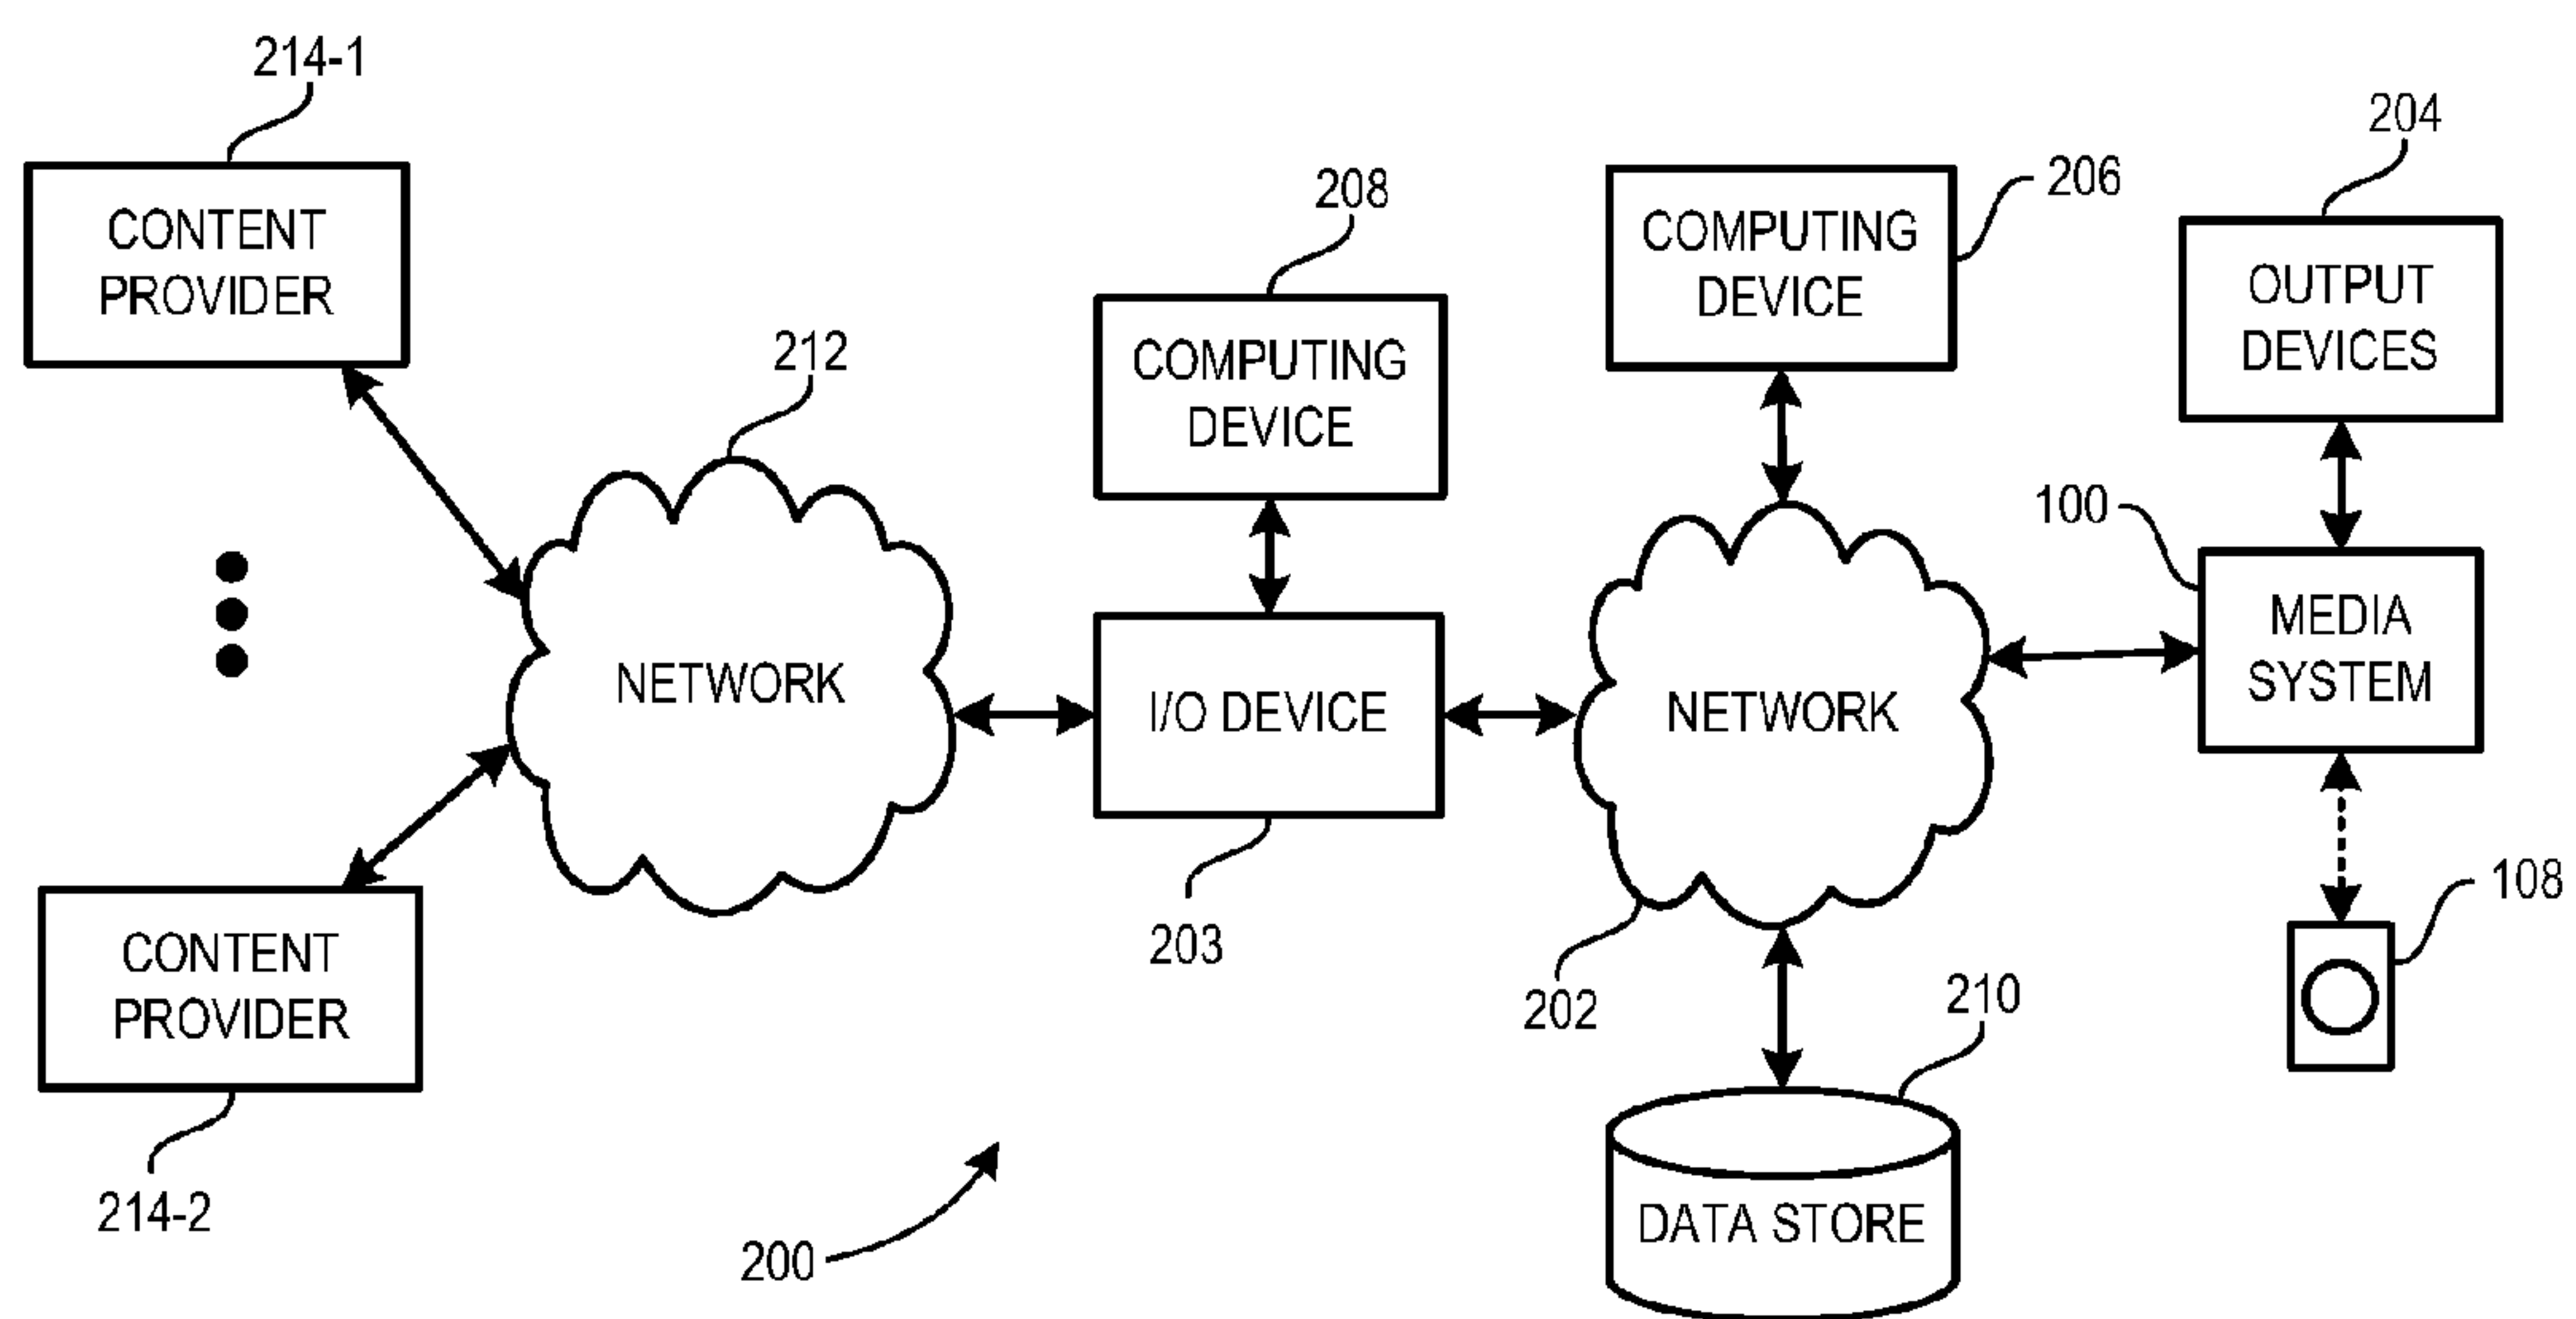 214-1
CONTENT
PROVIDER
212
NETWORK
CONTENT
PROVIDER
214-2
200
208
COMPUTING
DEVICE
I/O DEVICE
203
206
COMPUTING
DEVICE
NETWORK
202
210
DATA STORE
204
OUTPUT
DEVICES
100
MEDIA
SYSTEM
108